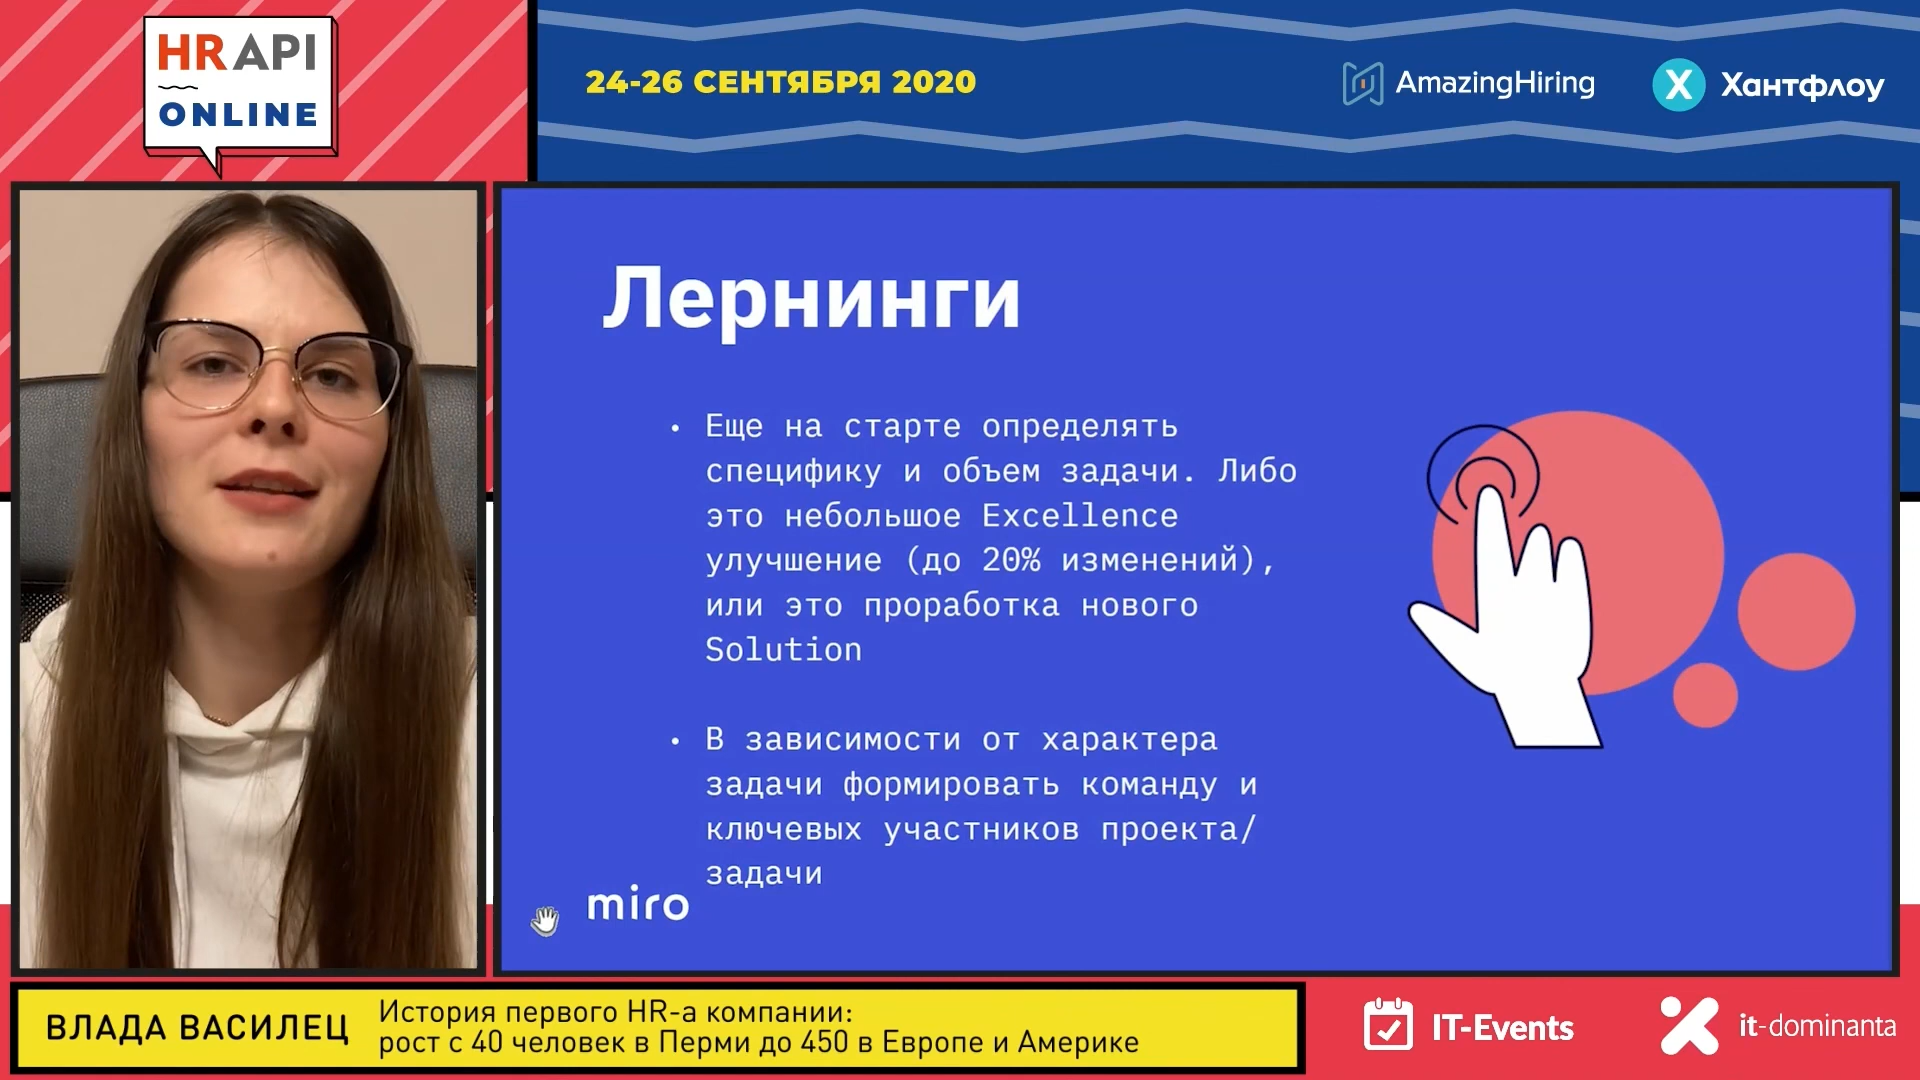 HR API
ONLINE
24-26 СЕНТЯБРЯ 2020
AmazingHiring
Хантфлоу
Лернинги
• Еще на старте определять
специфику и объем задачи. Либо
это небольшое Excellence
улучшение (до 20% изменений),
или это проработка нового
Solution
• В зависимости от характера
задачи формировать команду и
ключевых участников проекта/
задачи
miro
ВЛАДА ВАСИЛЕЦ
История первого HR-а компании:
рост с 40 человек в Перми до 450 в Европе и Америке
IT-Events
it-dominanta